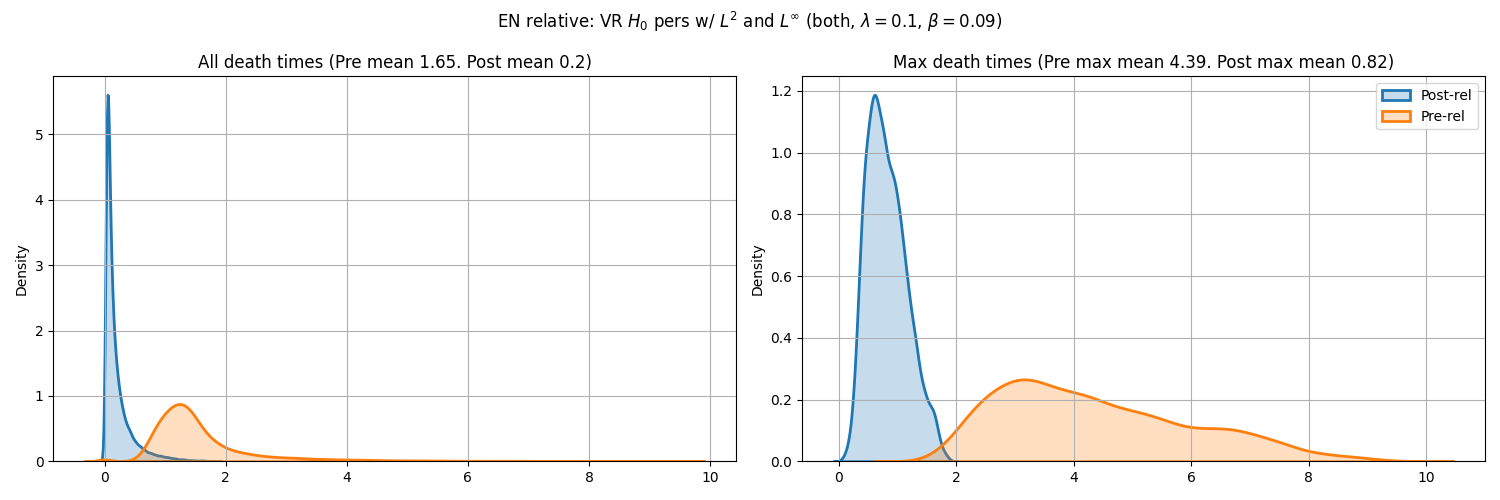 EN relative: VR H₀ pers w/ L² and L^∞ (both, λ = 0.1, β = 0.09)
All death times (Pre mean 1.65. Post mean 0.2)
Density
5
4
3
2
1
0
0 2 4 6 8 10
Max death times (Pre max mean 4.39. Post max mean 0.82)
Post-rel
Pre-rel
Density
1.2
1.0
0.8
0.6
0.4
0.2
0.0
0 2 4 6 8 10